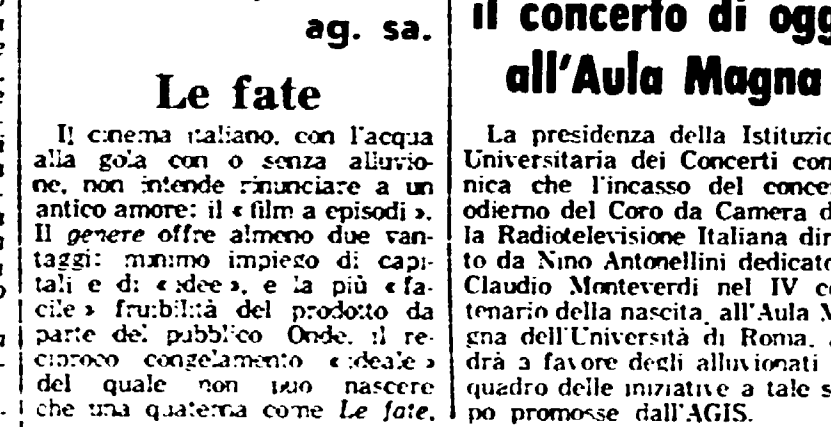 ag. sa.
Le fate
Il cinema italiano, con l'acqua
alla gola con o senza alluvio-
ne, non intende rinunciare a un
antico amore: il « film a episodi ».
Il genere offre almeno due van-
taggi: minimo impiego di capi-
tali e di « idee », e la più « fa-
cile » fruibilità del prodotto da
parte del pubblico Onde, il re-
ciproco congelamento « ideale »
del quale non può nascere
che una quaterna come Le fate,
il concerto di ogg
all'Aula Magna
La presidenza della Istituzio
Universitaria dei Concerti com
nica che l'incasso del concer
odierno del Coro da Camera d
la Radiotelevisione Italiana dir
to da Nino Antonellini dedicato
Claudio Monteverdi nel IV ce
tenario della nascita, all'Aula M
gna dell'Università di Roma, a
drà a favore degli alluvionati
quadro delle iniziative a tale s
po promosse dall'AGIS.